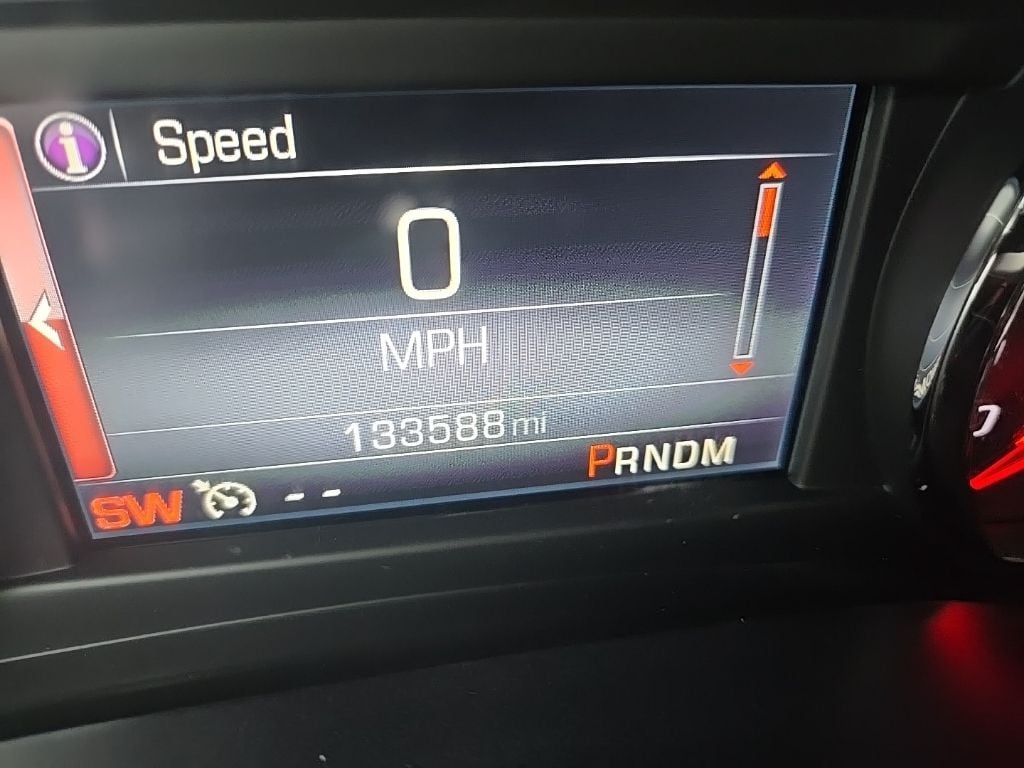 i Speed
0
MPH
133588 mi
PRNDM
SW --